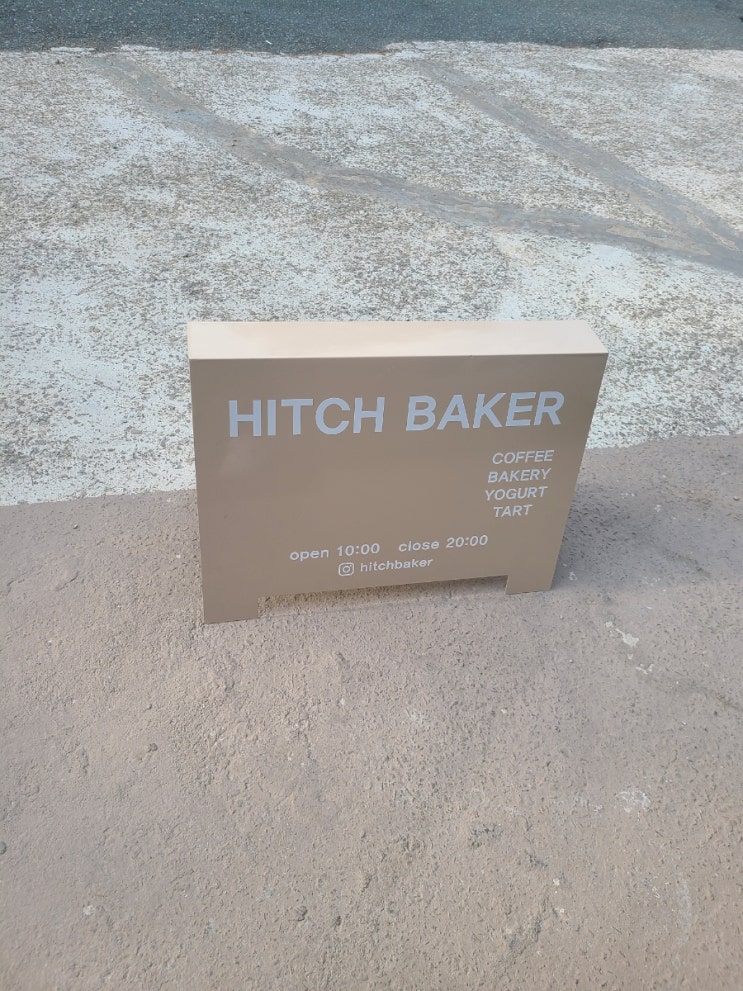 HITCH BAKER
COFFEE
BAKERY
YOGURT
TART
open 10:00 close 20:00
hitchbaker